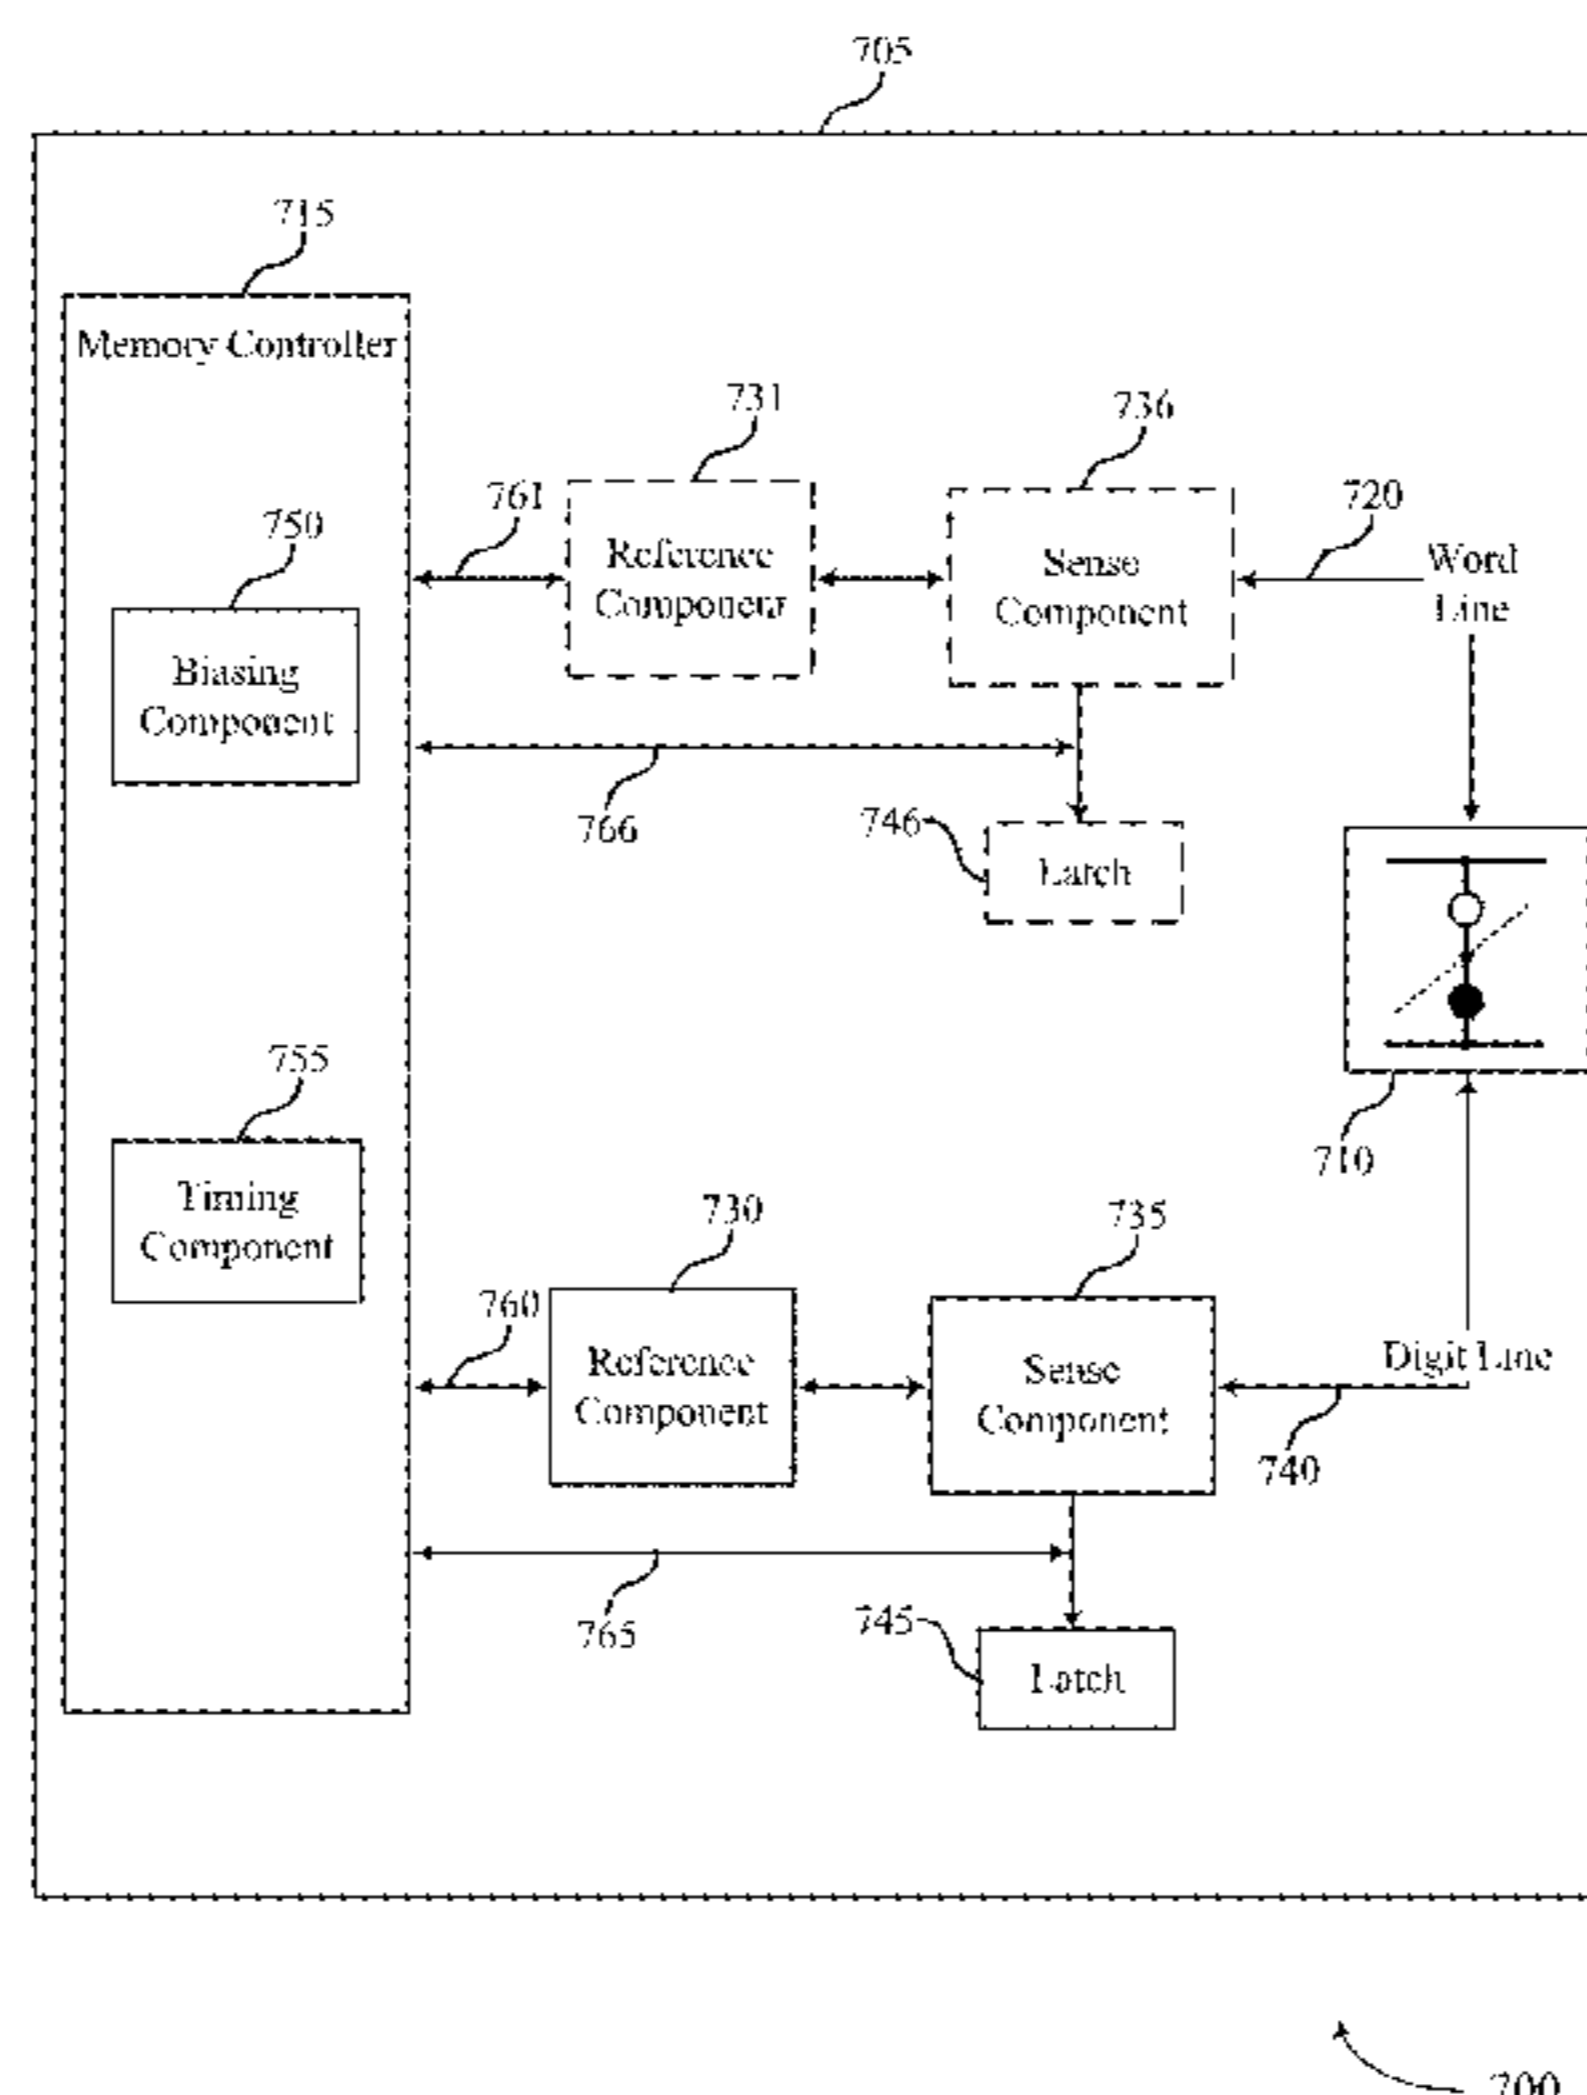 705
715
Memory Controller
731
736
761
720
750
Reference
Component
Sense
Component
Word
Line
Biasing
Component
766
746
Latch
755
710
Timing
Component
730
735
760
Reference
Component
Sense
Component
Digit Line
740
765
745
Latch
700